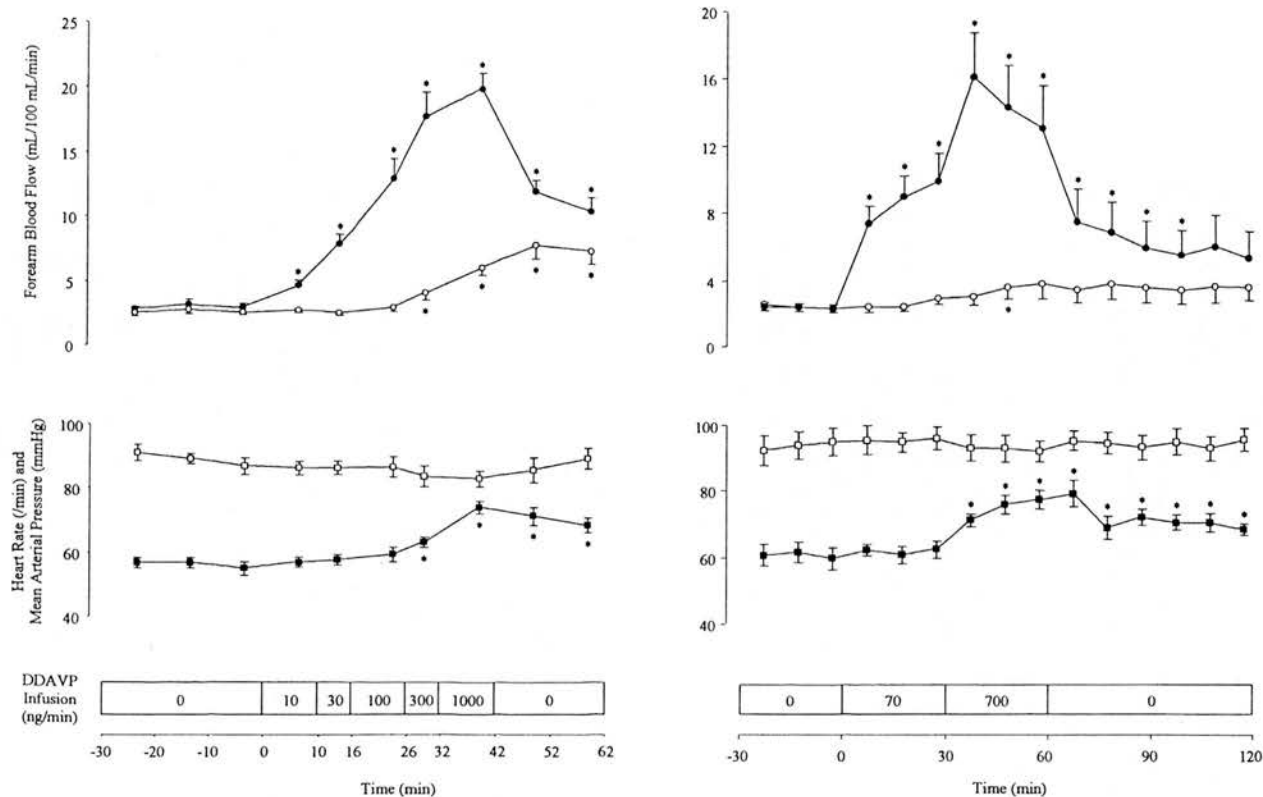 Forearm Blood Flow (mL/100 mL/min)
25
20
15
10
5
0
* * * * * * * *
* * * *
20
16
12
8
4
0
* * * * * * * * * *
*
Heart Rate (/min) and
Mean Arterial Pressure (mmHg)
100
80
60
40
* * * *
100
80
60
40
* * * * * * * * *
DDAVP
Infusion
(ng/min)
0 10 30 100 300 1000 0
0 70 700 0
-30 -20 -10 0 10 16 26 32 42 52 62
Time (min)
-30 0 30 60 90 120
Time (min)